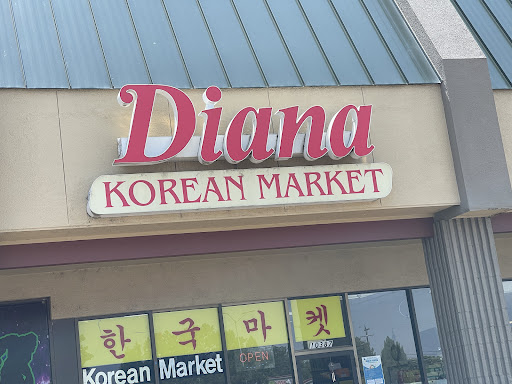 Diana
KOREAN MARKET
한국마켓
Korean Market
OPEN